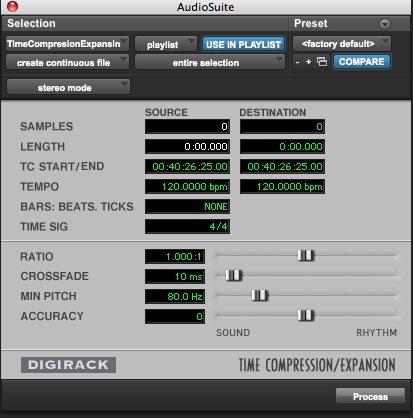 AudioSuite
Selection Preset
TimeCompresionExpansIn playlist USE IN PLAYLIST <factory default>
create continuous file entire selection - + COMPARE
stereo mode
SOURCE DESTINATION
SAMPLES 0 0
LENGTH 0:00.000 0:00.000
TC START/END 00:40:26:25.00 00:40:26:25.00
TEMPO 120.0000 bpm 120.0000 bpm
BARS: BEATS. TICKS NONE
TIME SIG 4/4
RATIO 1.000:1
CROSSFADE 10 ms
MIN PITCH 80.0 Hz
ACCURACY 0
SOUND RHYTHM
DIGIRACK TIME COMPRESSION/EXPANSION
Process